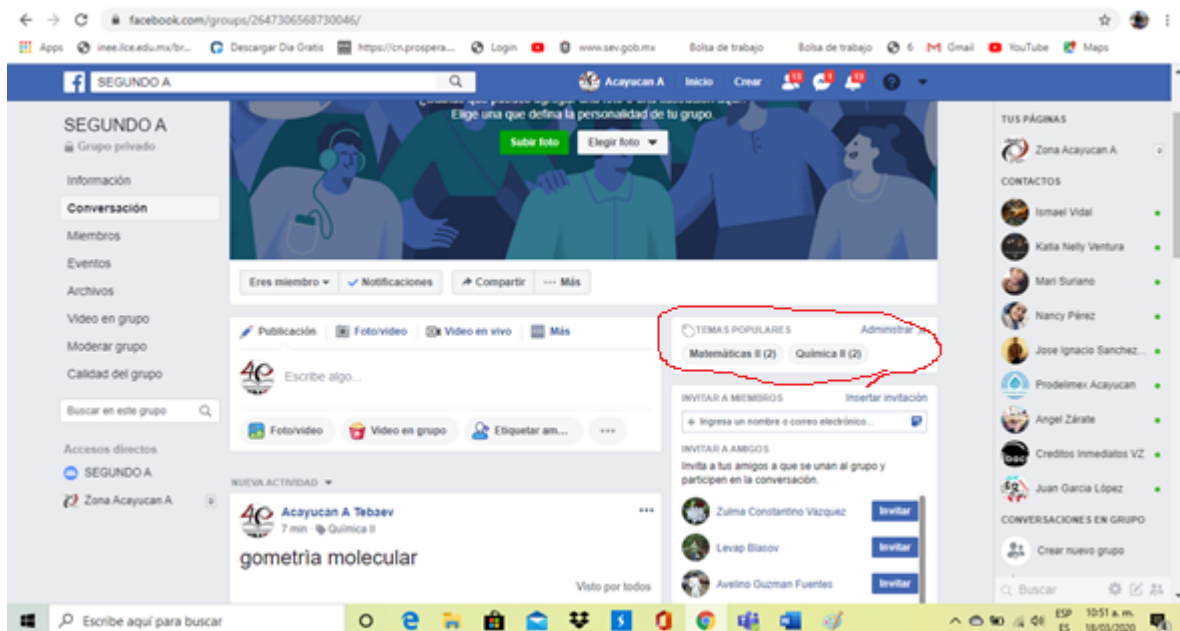 facebook.com/groups/2647306568730046/
Apps inee.ilce.edu.mx/br... Descargar Dia Gratis https://cn.prospera... Login www.sev.gob.mx Bolsa de trabajo Bolsa de trabajo 6 Gmail YouTube Maps
SEGUNDO A Acayucan A Inicio Crear
Elige una que defina la personalidad de tu grupo.
Subir foto Elegir foto
SEGUNDO A
Grupo privado
Información
Conversación
Miembros
Eventos
Archivos
Video en grupo
Moderar grupo
Calidad del grupo
Buscar en este grupo
Accesos directos
SEGUNDO A
Zona Acayucan A
Eres miembro Notificaciones Compartir Más
Publicación Foto/video Video en vivo Más
Escribe algo...
Foto/video Video en grupo Etiquetar am...
NUEVA ACTIVIDAD
Acayucan A Tebaev
7 min · Química II
gometrìa molecular
Visto por todos
TEMAS POPULARES Administrar
Matemàticas II (2) Química II (2)
INVITAR A MIEMBROS Insertar invitación
+ Ingresa un nombre o correo electrónico...
INVITAR A AMIGOS
Invita a tus amigos a que se unan al grupo y
participen en la conversación.
Zulma Constantino Vazquez Invitar
Levap Blasov Invitar
Avelino Guzman Fuentes Invitar
TUS PÁGINAS
Zona Acayucan A
CONTACTOS
Ismael Vidal
Katia Nelly Ventura
Mari Suriano
Nancy Pérez
Jose Ignacio Sanchez...
Prodelimex Acayucan
Angel Zárate
Creditos Inmediatos VZ
Juan Garcia López
CONVERSACIONES EN GRUPO
Crear nuevo grupo
Buscar
Escribe aquí para buscar
ESP 10:51 a. m.
ES 18/03/2020